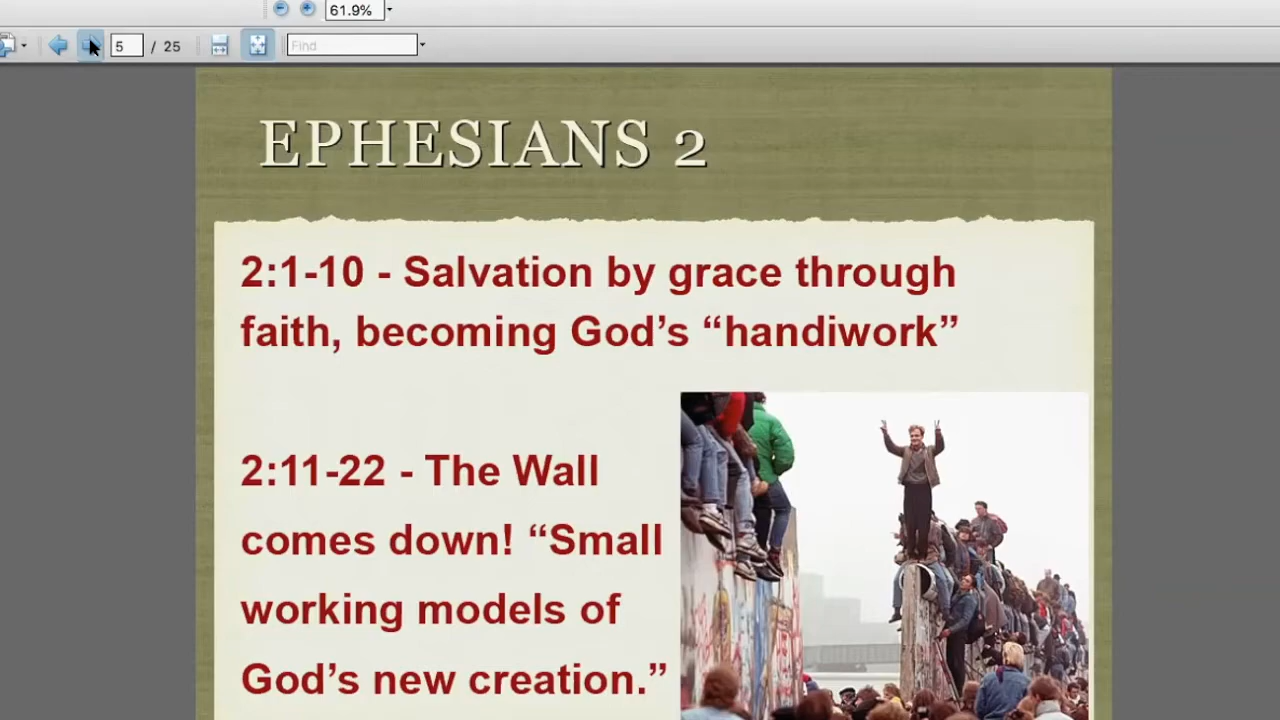 61.9%
5 / 25
Find
EPHESIANS 2
2:1-10 - Salvation by grace through
faith, becoming God’s “handiwork”
2:11-22 - The Wall
comes down! “Small
working models of
God’s new creation.”